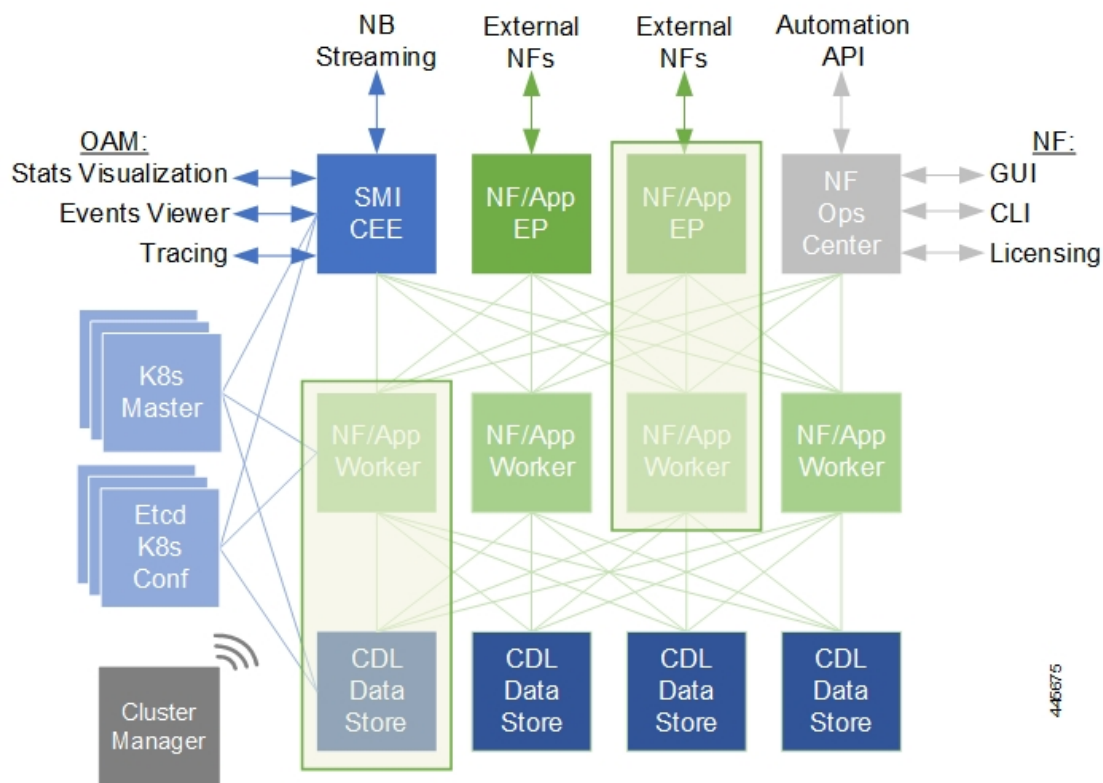 NB
Streaming
External
NFs
External
NFs
Automation
API
OAM:
Stats Visualization
Events Viewer
Tracing
SMI
CEE
NF/App
EP
NF/App
EP
NF
Ops
Center
NF:
GUI
CLI
Licensing
K8s
Master
NF/App
Worker
NF/App
Worker
NF/App
Worker
NF/App
Worker
Etcd
K8s
Conf
Cluster
Manager
CDL
Data
Store
CDL
Data
Store
CDL
Data
Store
CDL
Data
Store
445675